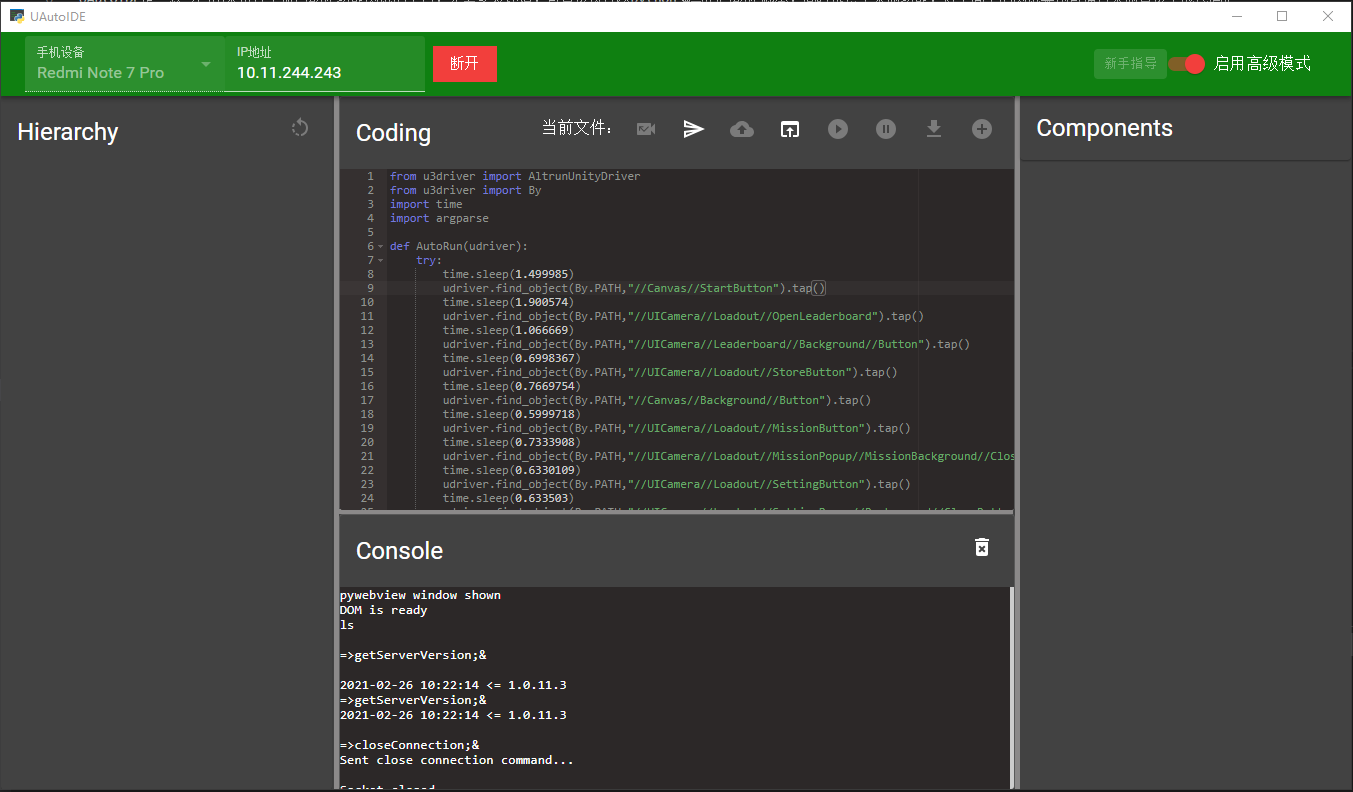 UAutoIDE
手机设备
Redmi Note 7 Pro
IP地址
10.11.244.243
断开
新手指导
启用高级模式
Hierarchy
Coding
当前文件：
1 from u3driver import AltrunUnityDriver
2 from u3driver import By
3 import time
4 import argparse
5
6 def AutoRun(udriver):
7 try:
8 time.sleep(1.499985)
9 udriver.find_object(By.PATH,"//Canvas//StartButton").tap()
10 time.sleep(1.900574)
11 udriver.find_object(By.PATH,"//UICamera//Loadout//OpenLeaderboard").tap()
12 time.sleep(1.066669)
13 udriver.find_object(By.PATH,"//UICamera//Leaderboard//Background//Button").tap()
14 time.sleep(0.6998367)
15 udriver.find_object(By.PATH,"//UICamera//Loadout//StoreButton").tap()
16 time.sleep(0.7669754)
17 udriver.find_object(By.PATH,"//Canvas//Background//Button").tap()
18 time.sleep(0.5999718)
19 udriver.find_object(By.PATH,"//UICamera//Loadout//MissionButton").tap()
20 time.sleep(0.7333908)
21 udriver.find_object(By.PATH,"//UICamera//Loadout//MissionPopup//MissionBackground//Clos
22 time.sleep(0.6330109)
23 udriver.find_object(By.PATH,"//UICamera//Loadout//SettingButton").tap()
24 time.sleep(0.633503)
Console
pywebview window shown
DOM is ready
ls
=>getServerVersion;&
2021-02-26 10:22:14 <= 1.0.11.3
=>getServerVersion;&
2021-02-26 10:22:14 <= 1.0.11.3
=>closeConnection;&
Sent close connection command...
Socket closed
Components